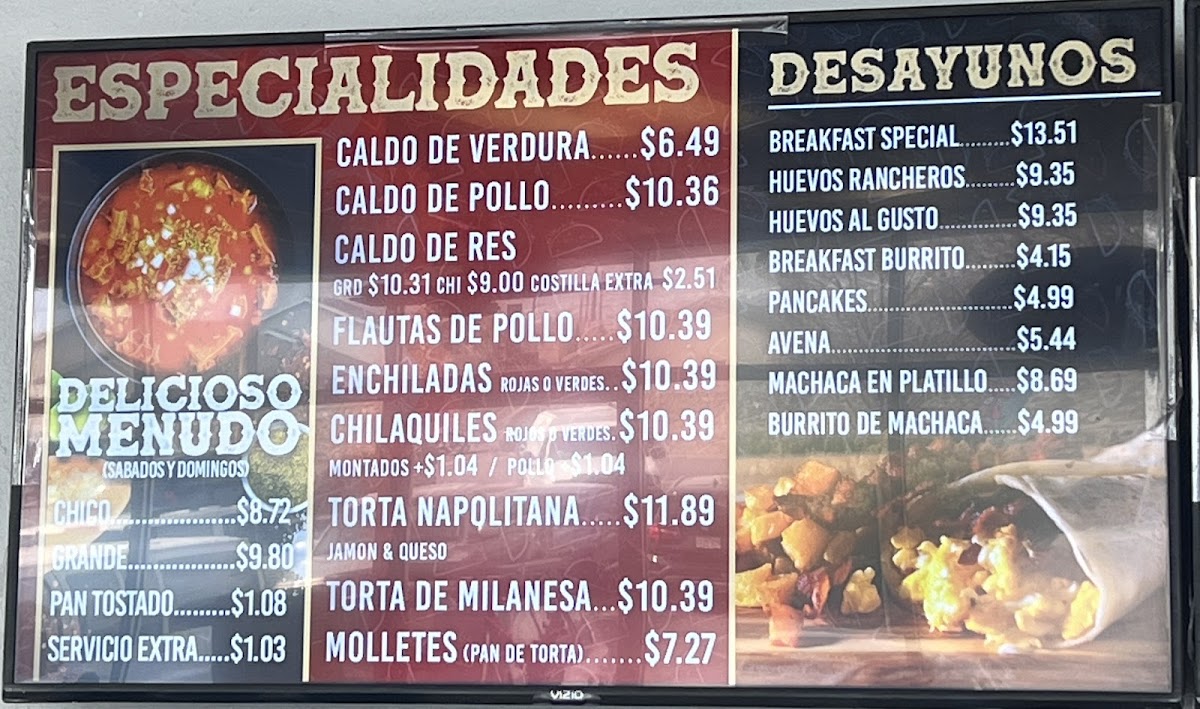 ESPECIALIDADES
DELICIOSO
MENUDO
(SABADOS Y DOMINGOS)
CHICO....................$8.72
GRANDE....................$9.80
PAN TOSTADO.........$1.08
SERVICIO EXTRA.....$1.03
CALDO DE VERDURA......$6.49
CALDO DE POLLO.........$10.36
CALDO DE RES
GRD $10.31 CHI $9.00 COSTILLA EXTRA $2.51
FLAUTAS DE POLLO.....$10.39
ENCHILADAS ROJAS O VERDES..$10.39
CHILAQUILES ROJOS O VERDES.$10.39
MONTADOS +$1.04 / POLLO +$1.04
TORTA NAPOLITANA.....$11.89
JAMON & QUESO
TORTA DE MILANESA...$10.39
MOLLETES (PAN DE TORTA).......$7.27
DESAYUNOS
BREAKFAST SPECIAL.........$13.51
HUEVOS RANCHEROS.........$9.35
HUEVOS AL GUSTO..............$9.35
BREAKFAST BURRITO.........$4.15
PANCAKES..........................$4.99
AVENA.................................$5.44
MACHACA EN PLATILLO.....$8.69
BURRITO DE MACHACA......$4.99
VIZIO